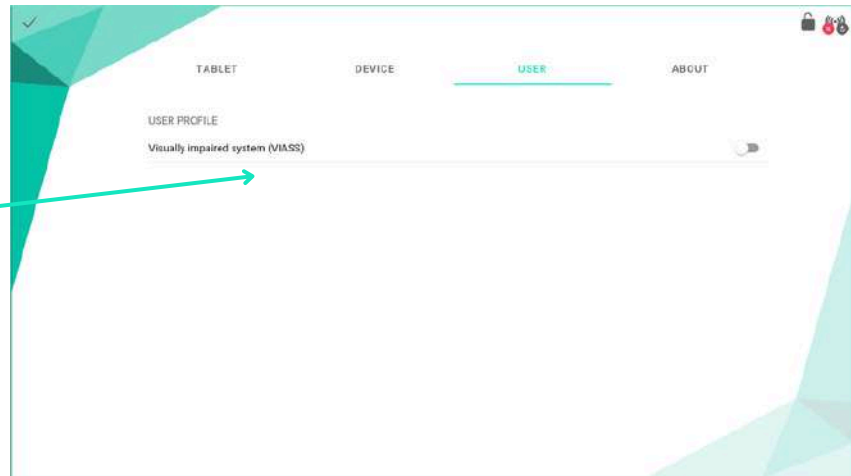 TABLET DEVICE USER ABOUT
USER PROFILE
Visually impaired system (VIASS)